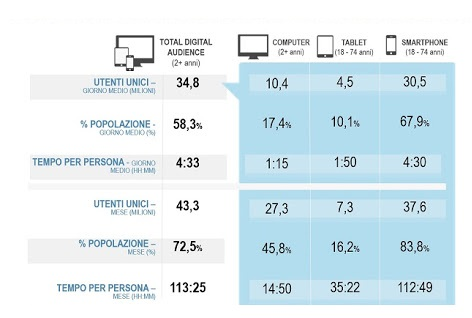 TOTAL DIGITAL AUDIENCE (2+ anni) COMPUTER (2+ anni) TABLET (18 - 74 anni) SMARTPHONE (18 - 74 anni)
UTENTI UNICI – GIORNO MEDIO (MILIONI) 34,8 10,4 4,5 30,5
% POPOLAZIONE - GIORNO MEDIO (%) 58,3% 17,4% 10,1% 67,9%
TEMPO PER PERSONA - GIORNO MEDIO (HH:MM) 4:33 1:15 1:50 4:30
UTENTI UNICI – MESE (MILIONI) 43,3 27,3 7,3 37,6
% POPOLAZIONE – MESE (%) 72,5% 45,8% 16,2% 83,8%
TEMPO PER PERSONA – MESE (HH:MM) 113:25 14:50 35:22 112:49